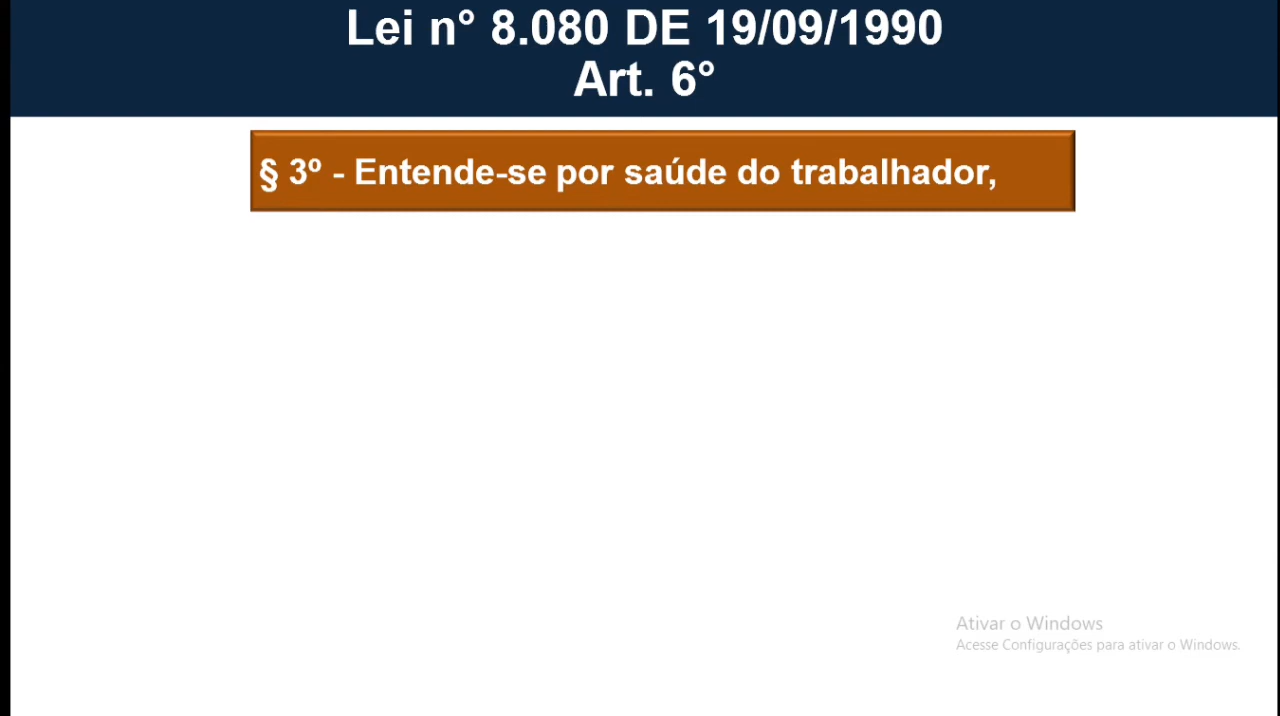 Lei n° 8.080 DE 19/09/1990
Art. 6°
§ 3º - Entende-se por saúde do trabalhador,
Ativar o Windows
Acesse Configurações para ativar o Windows.